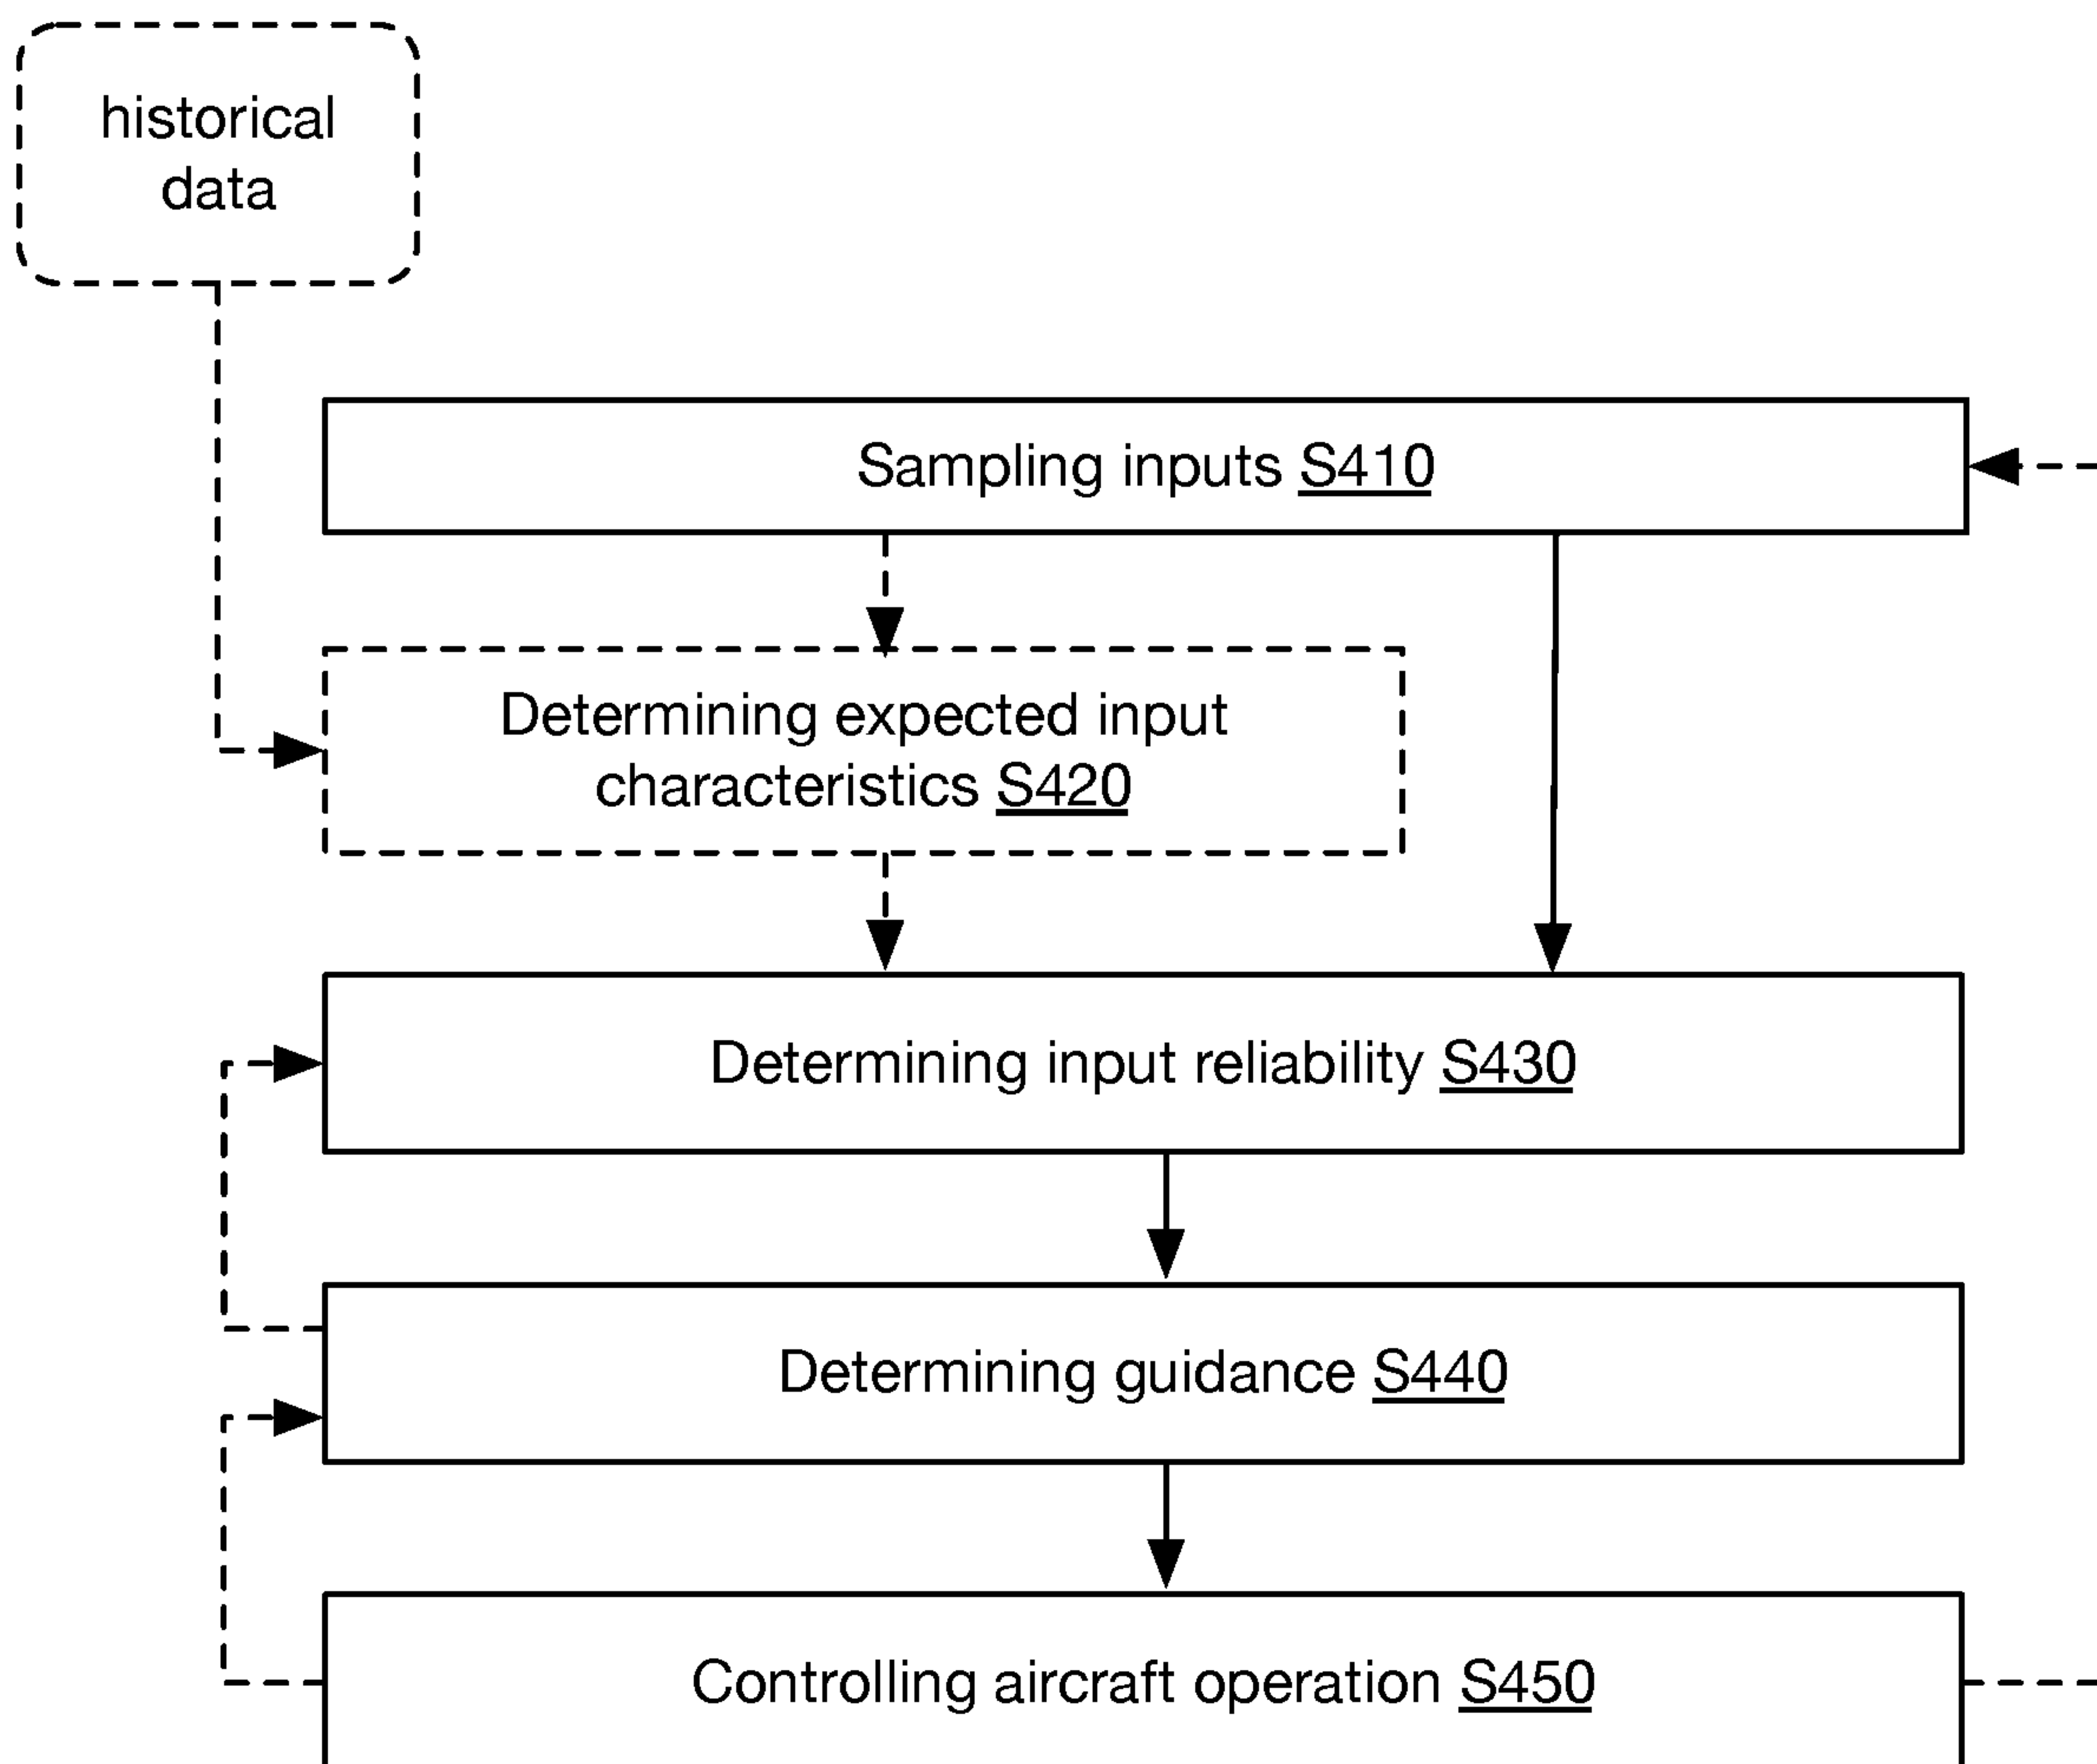 historical
data
Sampling inputs S410
Determining expected input
characteristics S420
Determining input reliability S430
Determining guidance S440
Controlling aircraft operation S450